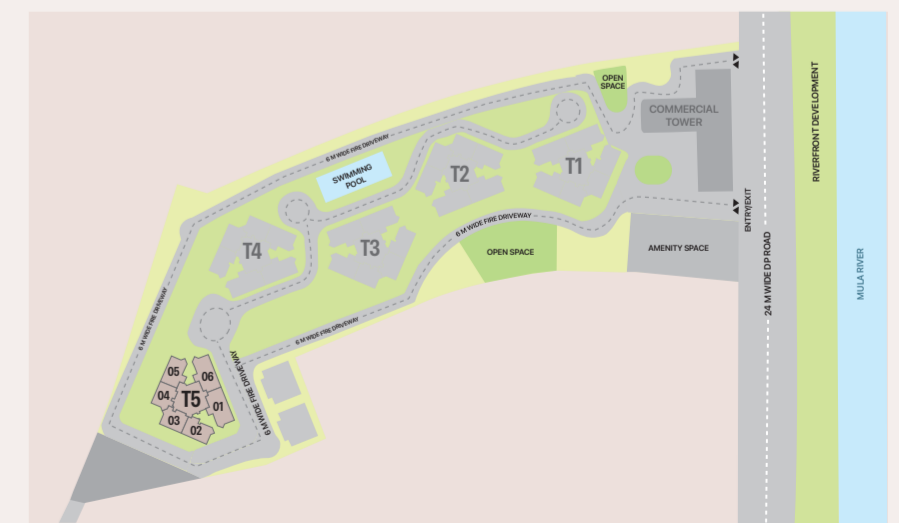 OPEN
SPACE
COMMERCIAL
TOWER
6 M WIDE FIRE DRIVEWAY
SWIMMING
POOL
T1
T2
T3
T4
6 M WIDE FIRE DRIVEWAY
OPEN SPACE
AMENITY SPACE
ENTRY/EXIT
24 M WIDE D P ROAD
RIVERFRONT DEVELOPMENT
MULA RIVER
6 M WIDE FIRE DRIVEWAY
6 M WIDE FIRE DRIVEWAY
6 M WIDE FIRE DRIVEWAY
05
06
04
T5
01
03
02